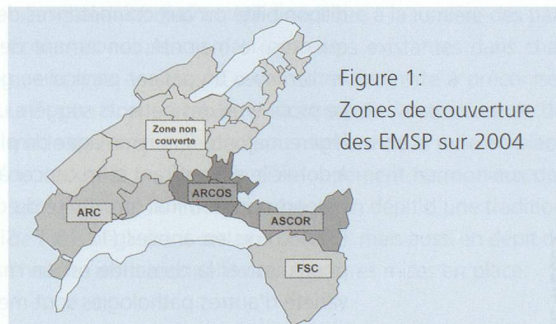 Figure 1:
Zones de couverture
des EMSP sur 2004
Zone non
couverte
ARCOS
ARC
ASCOR
FSC